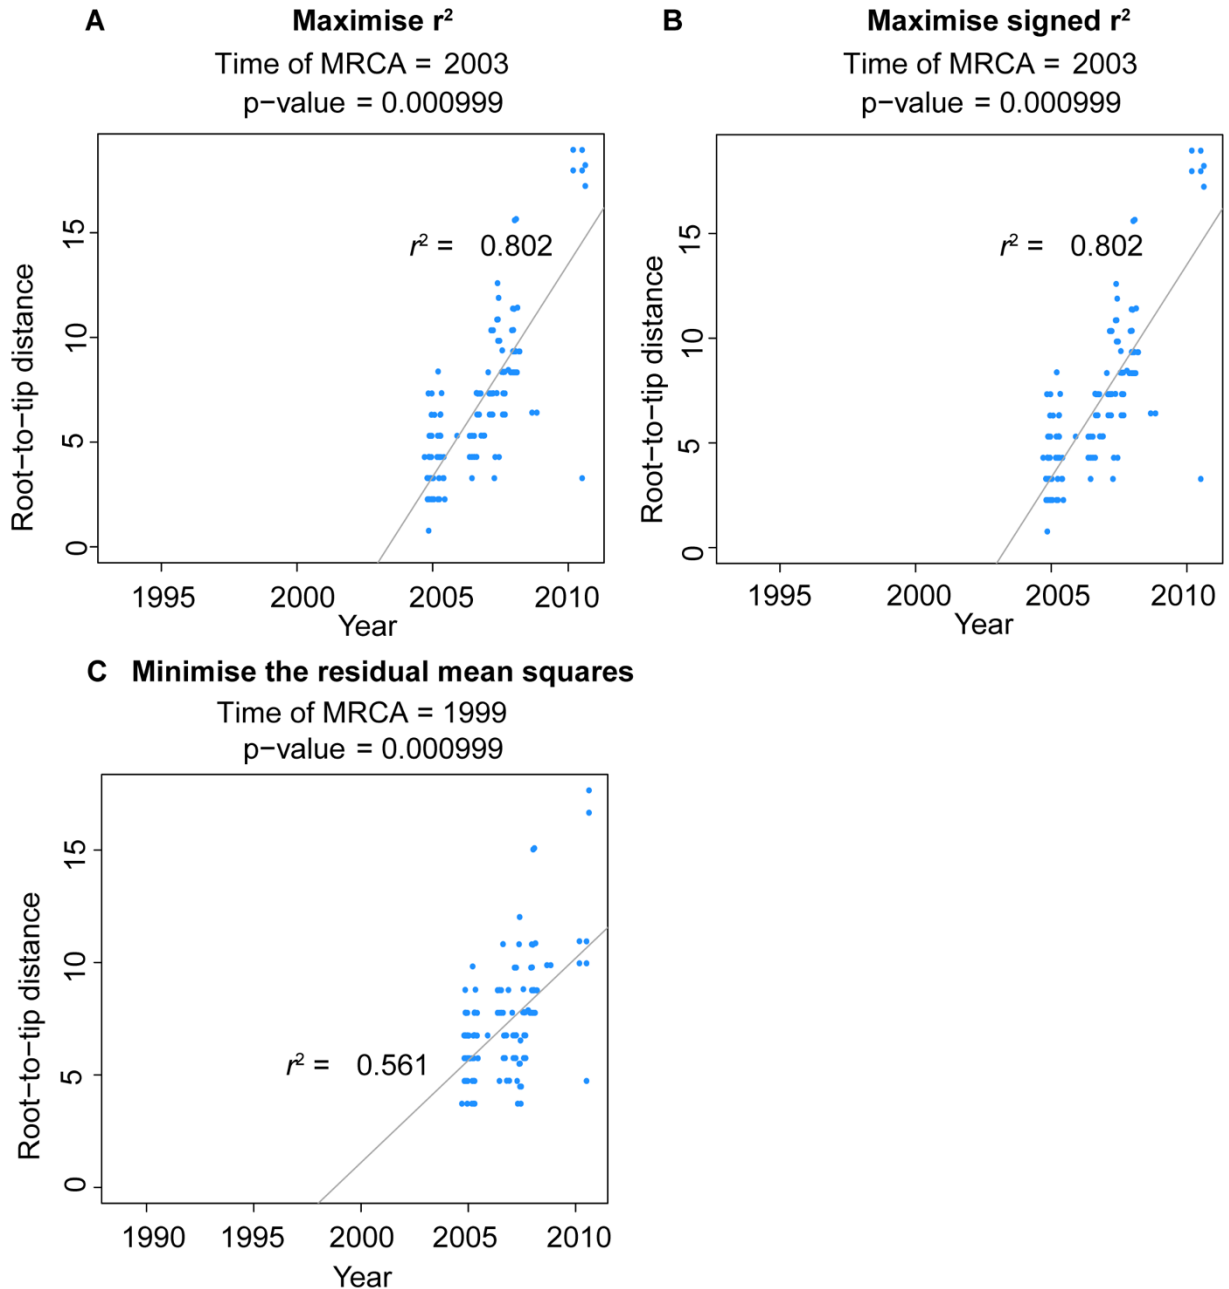 A Maximise r²
Time of MRCA = 2003
p−value = 0.000999
r² = 0.802
Root−to−tip distance
0
5
10
15
1995 2000 2005 2010
Year
B Maximise signed r²
Time of MRCA = 2003
p−value = 0.000999
r² = 0.802
Root−to−tip distance
0
5
10
15
1995 2000 2005 2010
Year
C Minimise the residual mean squares
Time of MRCA = 1999
p−value = 0.000999
r² = 0.561
Root−to−tip distance
0
5
10
15
1990 1995 2000 2005 2010
Year